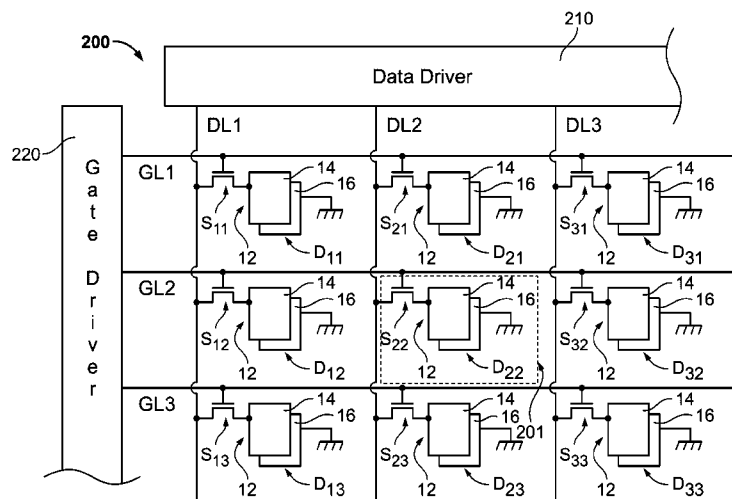 200
210
Data Driver
220
Gate Driver
DL1 DL2 DL3
GL1
14 14 14
16 16 16
S11 S21 S31
12 D11 12 D21 12 D31
GL2
14 14 14
16 16 16
S12 S22 S32
12 D12 12 D22 12 D32
201
GL3
14 14 14
16 16 16
S13 S23 S33
12 D13 12 D23 12 D33